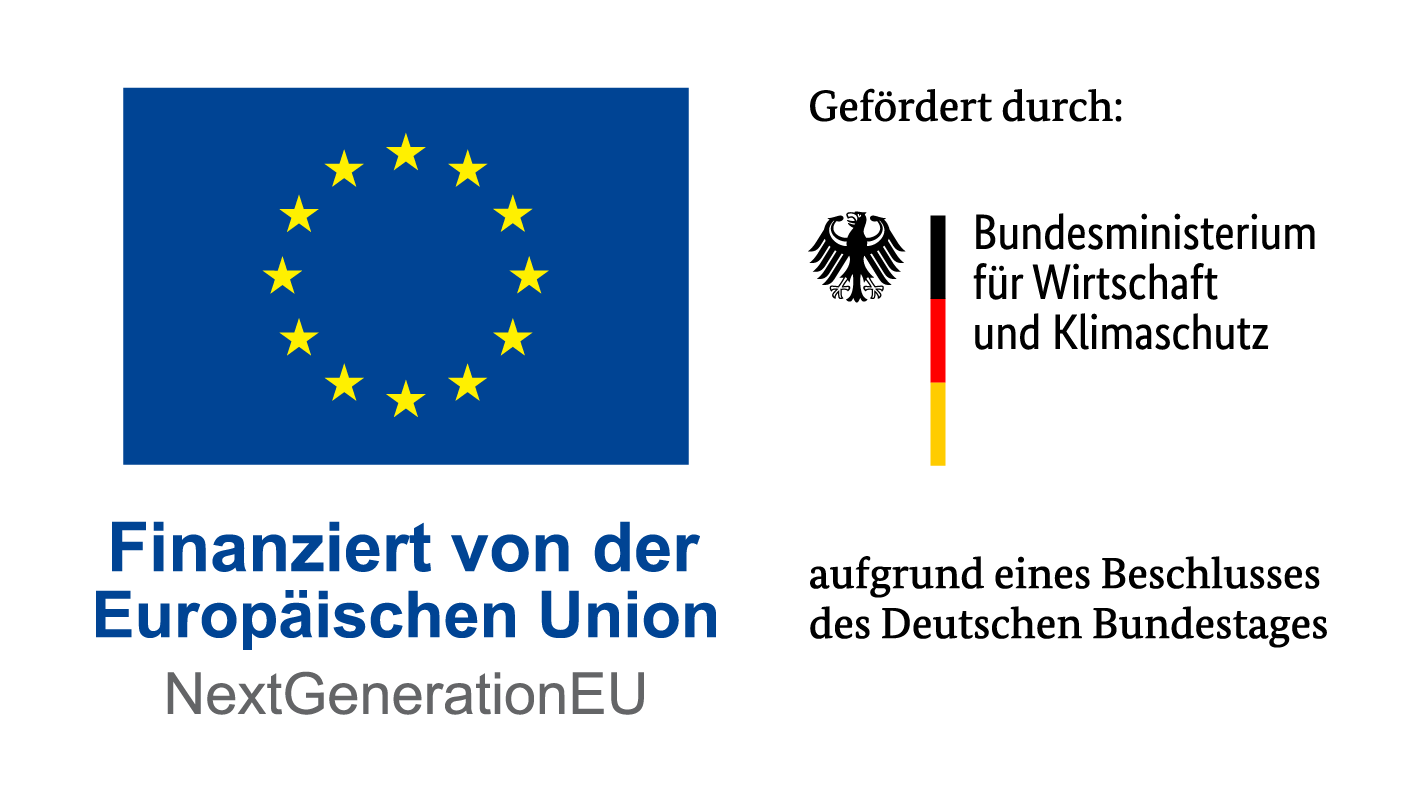 Finanziert von der
Europäischen Union
NextGenerationEU
Gefördert durch:
Bundesministerium
für Wirtschaft
und Klimaschutz
aufgrund eines Beschlusses
des Deutschen Bundestages